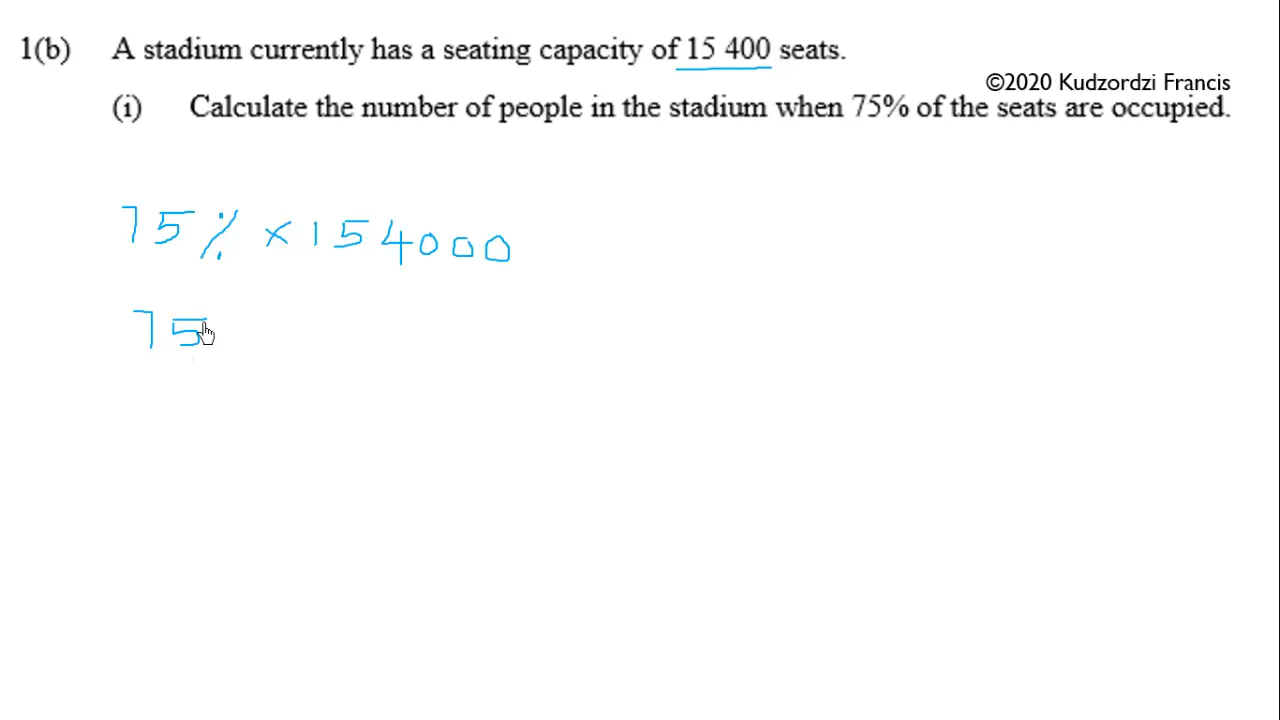 1(b) A stadium currently has a seating capacity of 15 400 seats.
©2020 Kudzordzi Francis
(i) Calculate the number of people in the stadium when 75% of the seats are occupied.
75% × 154000
75